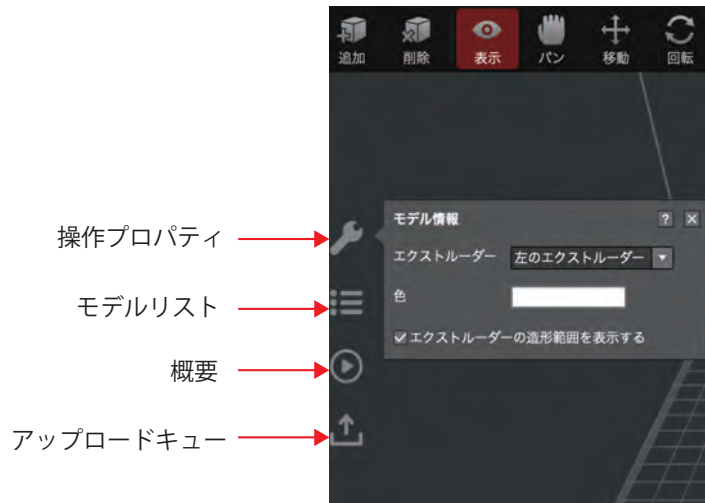 追加 削除 表示 パン 移動 回転
モデル情報 ? ×
操作プロパティ
エクストルーダー 左のエクストルーダー
モデルリスト
色
エクストルーダーの造形範囲を表示する
概要
アップロードキュー